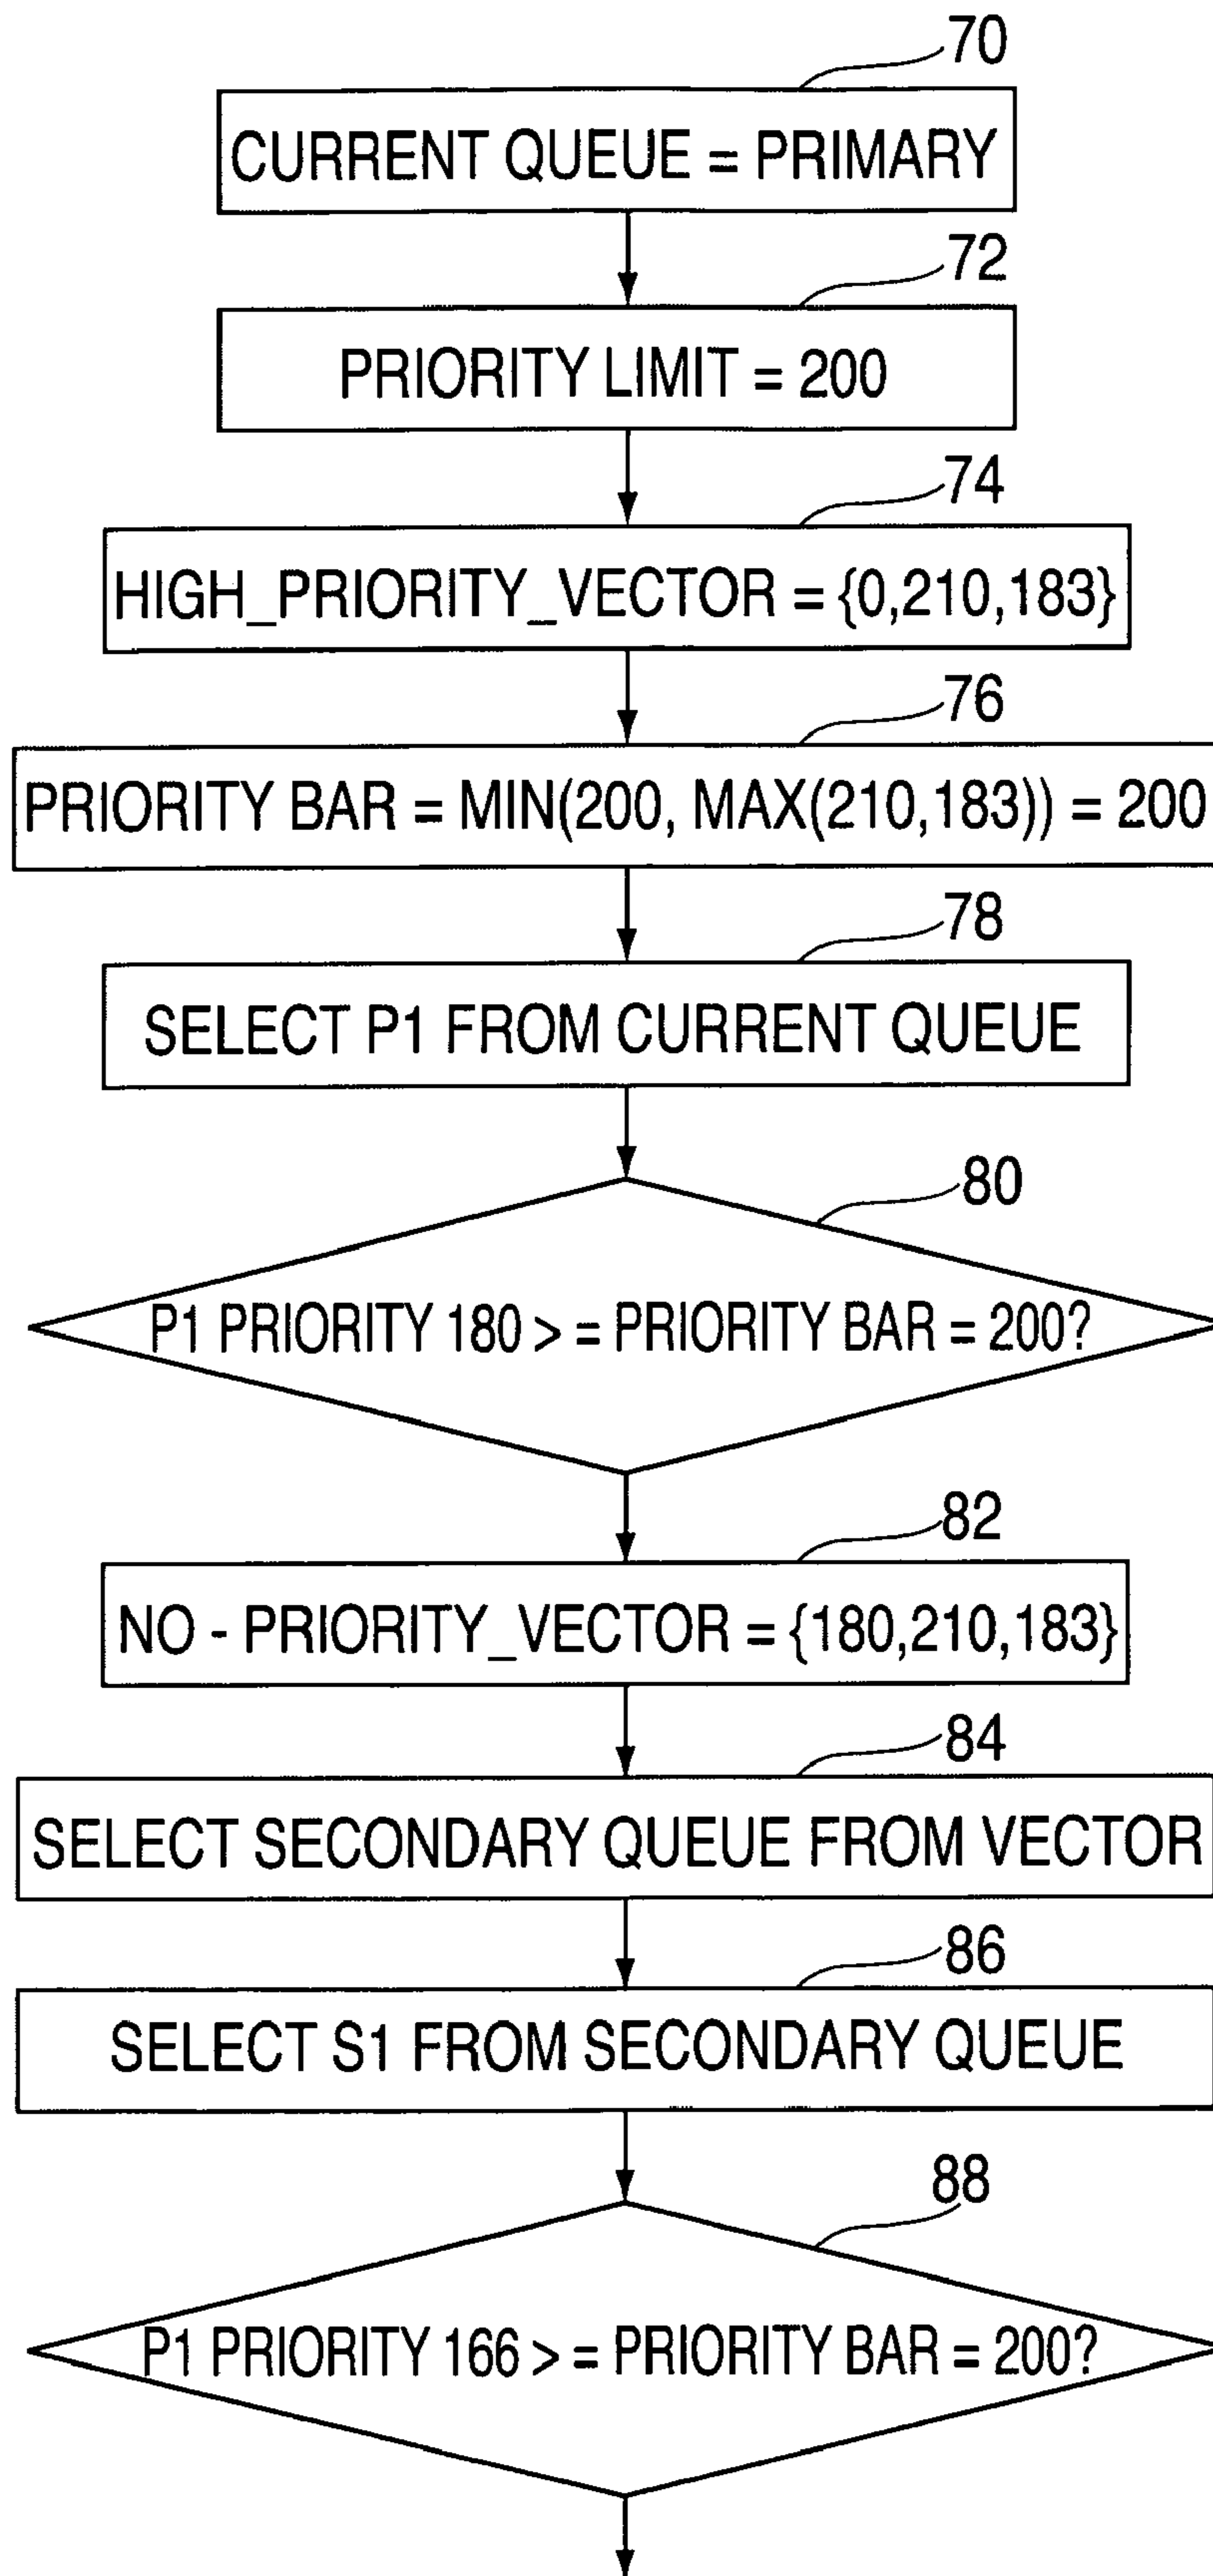 70
CURRENT QUEUE = PRIMARY
72
PRIORITY LIMIT = 200
74
HIGH_PRIORITY_VECTOR = {0,210,183}
76
PRIORITY BAR = MIN(200, MAX(210,183)) = 200
78
SELECT P1 FROM CURRENT QUEUE
80
P1 PRIORITY 180 > = PRIORITY BAR = 200?
82
NO - PRIORITY_VECTOR = {180,210,183}
84
SELECT SECONDARY QUEUE FROM VECTOR
86
SELECT S1 FROM SECONDARY QUEUE
88
P1 PRIORITY 166 > = PRIORITY BAR = 200?